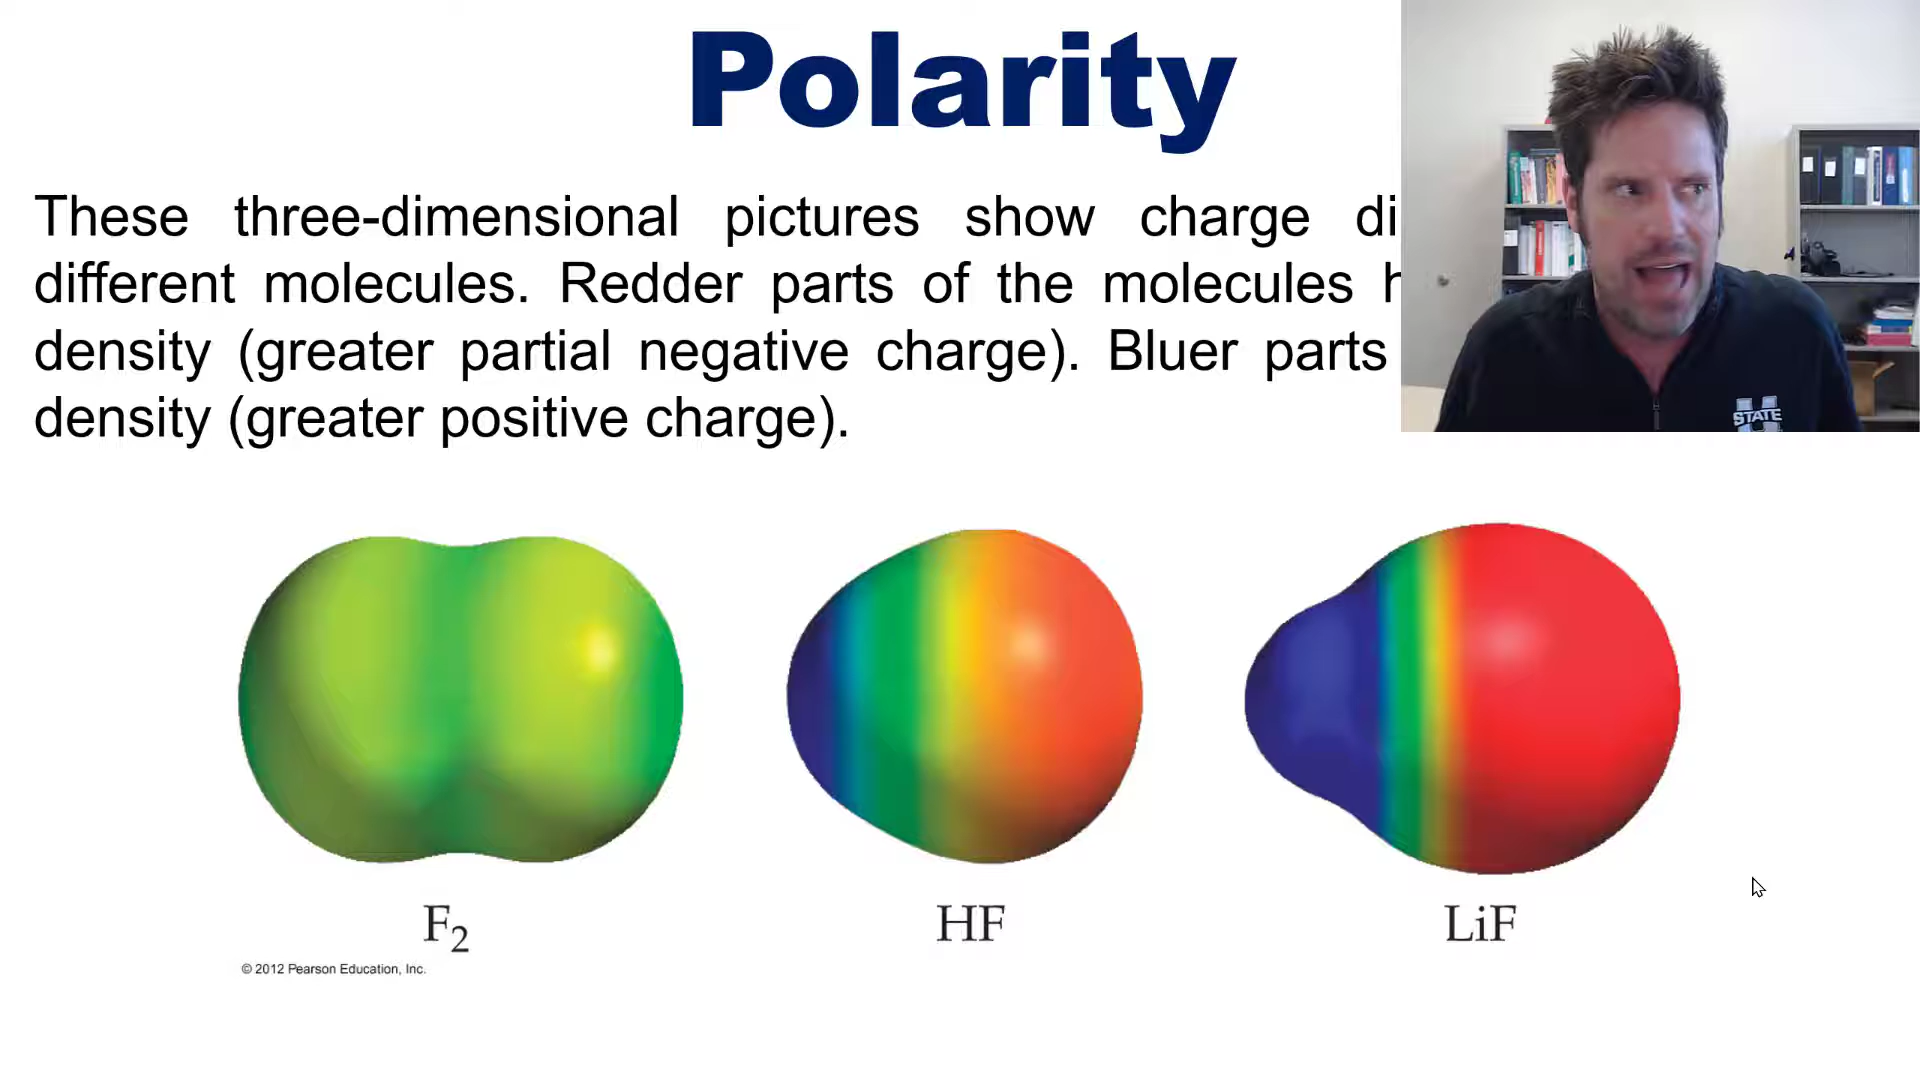 Polarity
These three-dimensional pictures show charge di
different molecules. Redder parts of the molecules
density (greater partial negative charge). Bluer parts
density (greater positive charge).
STATE
F₂
HF
LiF
© 2012 Pearson Education, Inc.